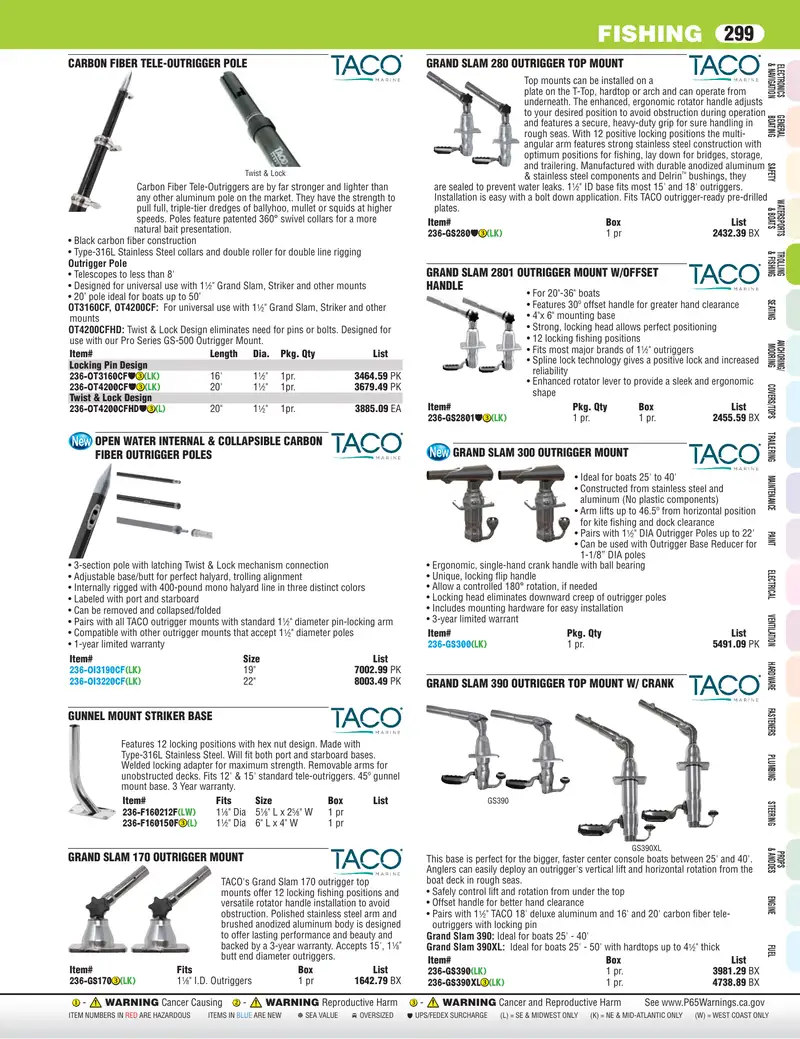 FISHING 299
CARBON FIBER TELE-OUTRIGGER POLE
TACO
MARINE
Twist & Lock
Carbon Fiber Tele-Outriggers are by far stronger and lighter than
any other aluminum pole on the market. They have the strength to
pull full, triple-tier dredges of ballyhoo, mullet or squids at higher
speeds. Poles feature patented 360° swivel collars for a more
natural bait presentation.
• Black carbon fiber construction
• Type-316L Stainless Steel collars and double roller for double line rigging
Outrigger Pole
• Telescopes to less than 8'
• Designed for universal use with 1½" Grand Slam, Striker and other mounts
• 20' pole ideal for boats up to 50'
OT3160CF, OT4200CF: For universal use with 1½" Grand Slam, Striker and other
mounts
OT4200CFHD: Twist & Lock Design eliminates need for pins or bolts. Designed for
use with our Pro Series GS-500 Outrigger Mount.
Item# Length Dia. Pkg. Qty List
Locking Pin Design
236-OT3160CF 3 (LK) 16' 1½" 1pr. 3464.59 PK
236-OT4200CF 3 (LK) 20' 1½" 1pr. 3679.49 PK
Twist & Lock Design
236-OT4200CFHD 3 (L) 20" 1½" 1pr. 3885.09 EA
New OPEN WATER INTERNAL & COLLAPSIBLE CARBON
FIBER OUTRIGGER POLES
TACO
MARINE
• 3-section pole with latching Twist & Lock mechanism connection
• Adjustable base/butt for perfect halyard, trolling alignment
• Internally rigged with 400-pound mono halyard line in three distinct colors
• Labeled with port and starboard
• Can be removed and collapsed/folded
• Pairs with all TACO outrigger mounts with standard 1½" diameter pin-locking arm
• Compatible with other outrigger mounts that accept 1½" diameter poles
• 1-year limited warranty
Item# Size List
236-OI3190CF(LK) 19" 7002.99 PK
236-OI3220CF(LK) 22" 8003.49 PK
GUNNEL MOUNT STRIKER BASE
TACO
MARINE
Features 12 locking positions with hex nut design. Made with
Type-316L Stainless Steel. Will fit both port and starboard bases.
Welded locking adapter for maximum strength. Removable arms for
unobstructed decks. Fits 12' & 15' standard tele-outriggers. 45º gunnel
mount base. 3 Year warranty.
Item# Fits Size Box List
236-F160212F(LW) 1⅛" Dia 5⅝" L x 2⅝" W 1 pr
236-F160150F 3 (L) 1½" Dia 6" L x 4" W 1 pr
GRAND SLAM 170 OUTRIGGER MOUNT
TACO
MARINE
TACO's Grand Slam 170 outrigger top
mounts offer 12 locking fishing positions and
versatile rotator handle installation to avoid
obstruction. Polished stainless steel arm and
brushed anodized aluminum body is designed
to offer lasting performance and beauty and
backed by a 3-year warranty. Accepts 15', 1⅛"
butt end diameter outriggers.
Item# Fits Box List
236-GS170 3 (LK) 1⅛" I.D. Outriggers 1 pr 1642.79 BX
GRAND SLAM 280 OUTRIGGER TOP MOUNT
TACO
MARINE
Top mounts can be installed on a
plate on the T-Top, hardtop or arch and can operate from
underneath. The enhanced, ergonomic rotator handle adjusts
to your desired position to avoid obstruction during operation
and features a secure, heavy-duty grip for sure handling in
rough seas. With 12 positive locking positions the multi-
angular arm features strong stainless steel construction with
optimum positions for fishing, lay down for bridges, storage,
and trailering. Manufactured with durable anodized aluminum
& stainless steel components and Delrin™ bushings, they
are sealed to prevent water leaks. 1½" ID base fits most 15' and 18' outriggers.
Installation is easy with a bolt down application. Fits TACO outrigger-ready pre-drilled
plates.
Item# Box List
236-GS280 3 (LK) 1 pr 2432.39 BX
GRAND SLAM 2801 OUTRIGGER MOUNT W/OFFSET
HANDLE
TACO
MARINE
• For 20"-36" boats
• Features 30º offset handle for greater hand clearance
• 4"x 6" mounting base
• Strong, locking head allows perfect positioning
• 12 locking fishing positions
• Fits most major brands of 1½" outriggers
• Spline lock technology gives a positive lock and increased
reliability
• Enhanced rotator lever to provide a sleek and ergonomic
shape
Item# Pkg. Qty Box List
236-GS2801 3 (LK) 1 pr. 1 pr. 2455.59 BX
New GRAND SLAM 300 OUTRIGGER MOUNT
TACO
MARINE
• Ideal for boats 25' to 40'
• Constructed from stainless steel and
aluminum (No plastic components)
• Arm lifts up to 46.5º from horizontal position
for kite fishing and dock clearance
• Pairs with 1½" DIA Outrigger Poles up to 22'
• Can be used with Outrigger Base Reducer for
1-1/8" DIA poles
• Ergonomic, single-hand crank handle with ball bearing
• Unique, locking flip handle
• Allow a controlled 180° rotation, if needed
• Locking head eliminates downward creep of outrigger poles
• Includes mounting hardware for easy installation
• 3-year limited warrant
Item# Pkg. Qty List
236-GS300(LK) 1 pr. 5491.09 PK
GRAND SLAM 390 OUTRIGGER TOP MOUNT W/ CRANK
TACO
MARINE
GS390
GS390XL
This base is perfect for the bigger, faster center console boats between 25' and 40'.
Anglers can easily deploy an outrigger's vertical lift and horizontal rotation from the
boat deck in rough seas.
• Safely control lift and rotation from under the top
• Offset handle for better hand clearance
• Pairs with 1½" TACO 18' deluxe aluminum and 16' and 20' carbon fiber tele-
outriggers with locking pin
Grand Slam 390: Ideal for boats 25' - 40'
Grand Slam 390XL: Ideal for boats 25' - 50' with hardtops up to 4½" thick
Item# Box List
236-GS390(LK) 1 pr. 3981.29 BX
236-GS390XL 3 (LK) 1 pr. 4738.89 BX
ELECTRONICS
& NAVIGATION
GENERAL
BOATING
SAFETY
WATERSPORTS
& BOATS
TROLLING
& FISHING
SEATING
ANCHORING/
MOORING
COVERS/TOPS
TRAILERING
MAINTENANCE
PAINT
ELECTRICAL
VENTILATION
HARDWARE
FASTENERS
PLUMBING
STEERING
PROPS
& ANODES
ENGINE
FUEL
1 - WARNING Cancer Causing 2 - WARNING Reproductive Harm 3 - WARNING Cancer and Reproductive Harm See www.P65Warnings.ca.gov
ITEM NUMBERS IN RED ARE HAZARDOUS ITEMS IN BLUE ARE NEW SEA VALUE OVERSIZED UPS/FEDEX SURCHARGE (L) = SE & MIDWEST ONLY (K) = NE & MID-ATLANTIC ONLY (W) = WEST COAST ONLY